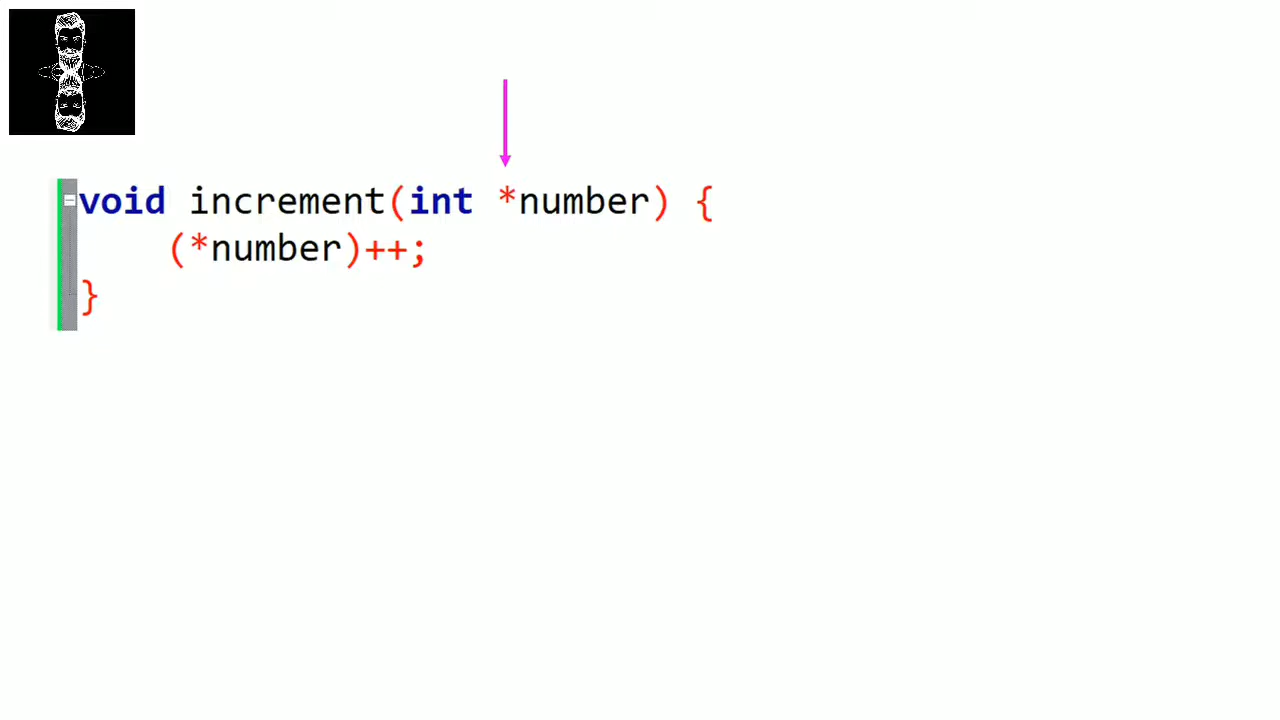 void increment(int *number) {
    (*number)++;
}